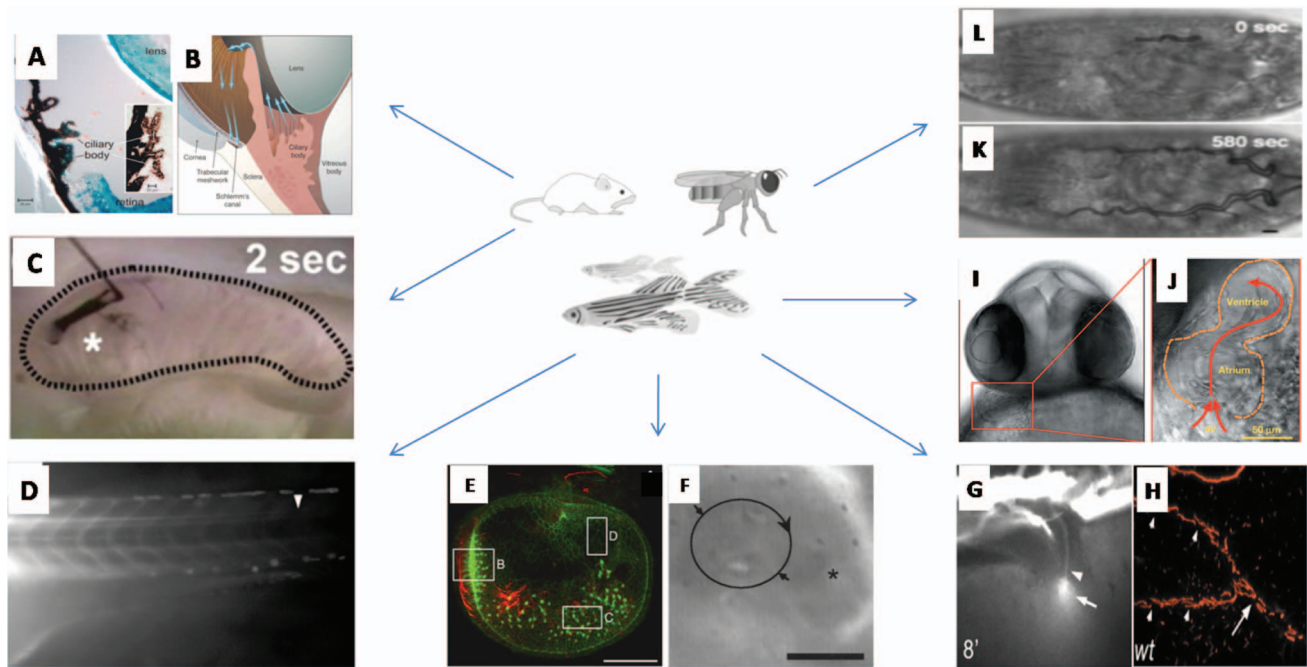 A
lens
ciliary
body
retina
B
Lens
Cornea
Trabecular
meshwork
Schlemm's
canal
Sclera
Ciliary
body
Vitreous
body
C
2 sec
*
D
E
B
D
C
F
*
L
0 sec
K
580 sec
I
J
Ventricle
Atrium
50 μm
G
8'
H
wt